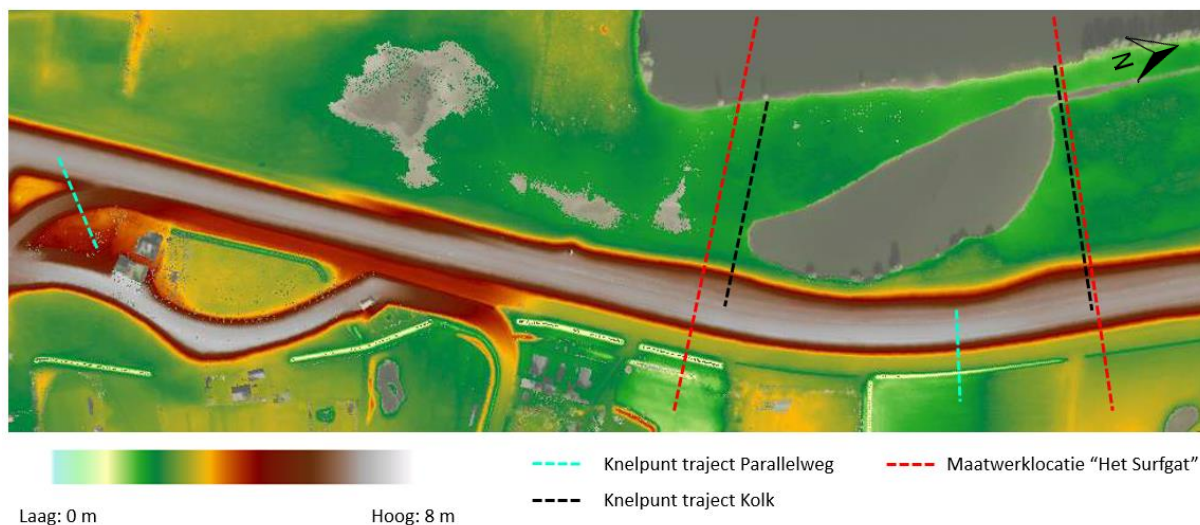 N
Knelpunt traject Parallelweg
Maatwerklocatie “Het Surfgat”
Knelpunt traject Kolk
Laag: 0 m
Hoog: 8 m